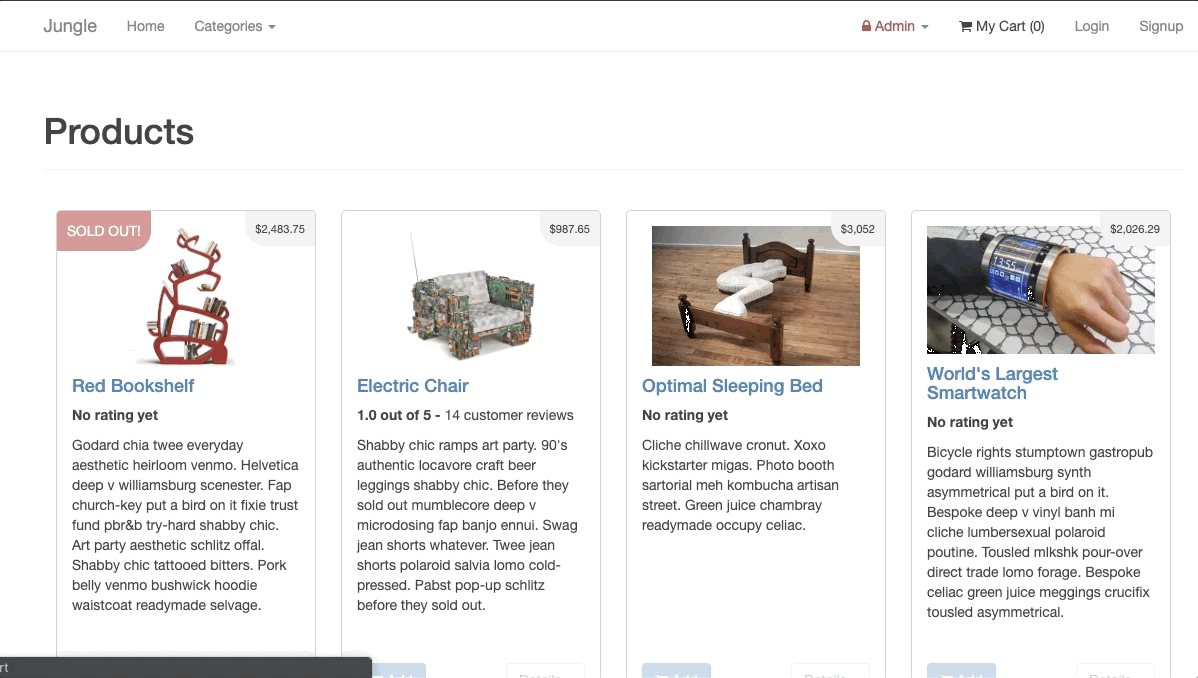 Jungle Home Categories Admin My Cart (0) Login Signup
Products
SOLD OUT!
$2,483.75
Red Bookshelf
No rating yet
Godard chia twee everyday
aesthetic heirloom venmo. Helvetica
deep v williamsburg scenester. Fap
church-key put a bird on it fixie trust
fund pbr&b try-hard shabby chic.
Art party aesthetic schlitz offal.
Shabby chic tattooed bitters. Pork
belly venmo bushwick hoodie
waistcoat readymade selvage.
$987.65
Electric Chair
1.0 out of 5 - 14 customer reviews
Shabby chic ramps art party. 90's
authentic locavore craft beer
leggings shabby chic. Before they
sold out mumblecore deep v
microdosing fap banjo ennui. Swag
jean shorts whatever. Twee jean
shorts polaroid salvia lomo cold-
pressed. Pabst pop-up schlitz
before they sold out.
Add Details
$3,052
Optimal Sleeping Bed
No rating yet
Cliche chillwave cronut. Xoxo
kickstarter migas. Photo booth
sartorial meh kombucha artisan
street. Green juice chambray
readymade occupy celiac.
Add Details
$2,026.29
13:55
World's Largest
Smartwatch
No rating yet
Bicycle rights stumptown gastropub
godard williamsburg synth
asymmetrical put a bird on it.
Bespoke deep v vinyl banh mi
cliche lumbersexual polaroid
poutine. Tousled mlkshk pour-over
direct trade lomo forage. Bespoke
celiac green juice meggings crucifix
tousled asymmetrical.
Add Details
rt